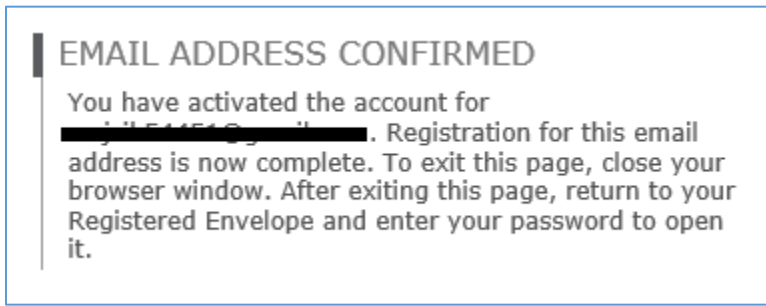 EMAIL ADDRESS CONFIRMED
You have activated the account for
. Registration for this email
address is now complete. To exit this page, close your
browser window. After exiting this page, return to your
Registered Envelope and enter your password to open
it.